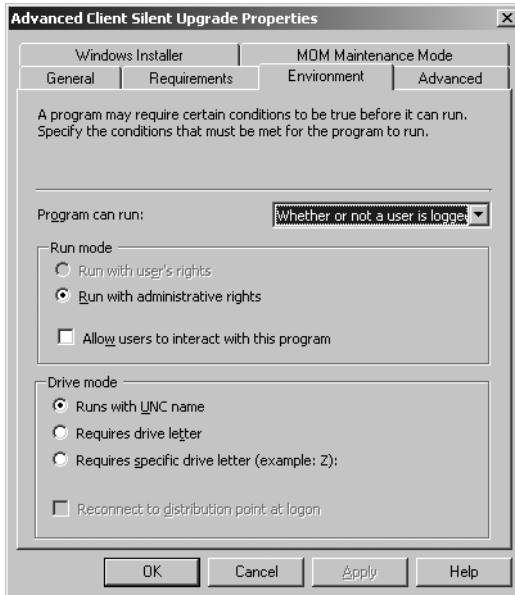 Advanced Client Silent Upgrade Properties
Windows Installer MOM Maintenance Mode
General Requirements Environment Advanced
A program may require certain conditions to be true before it can run.
Specify the conditions that must be met for the program to run.
Program can run: Whether or not a user is logge
Run mode
Run with user's rights
Run with administrative rights
Allow users to interact with this program
Drive mode
Runs with UNC name
Requires drive letter
Requires specific drive letter (example: Z):
Reconnect to distribution point at logon
OK Cancel Apply Help